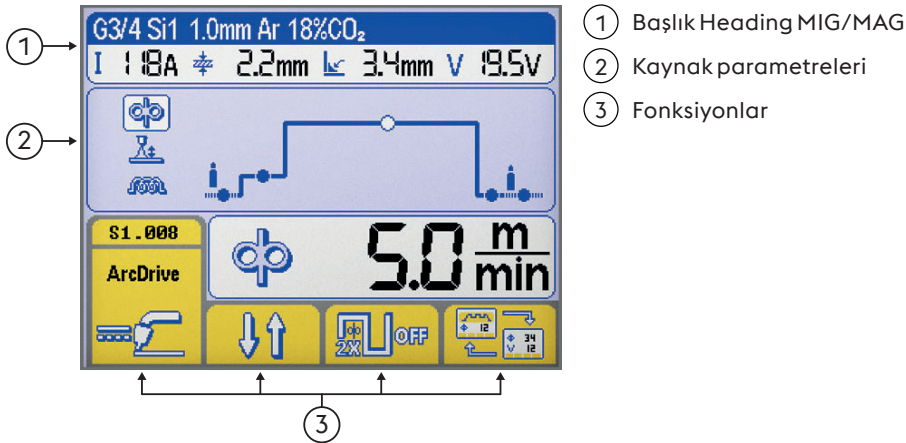 G3/4 Si1 1.0mm Ar 18%CO₂
I 118A 2.2mm 3.4mm V 19.5V
S1.008
ArcDrive
5.0 m/min
2X OFF
12
34
V 12
1
2
3
1 Başlık Heading MIG/MAG
2 Kaynak parametreleri
3 Fonksiyonlar